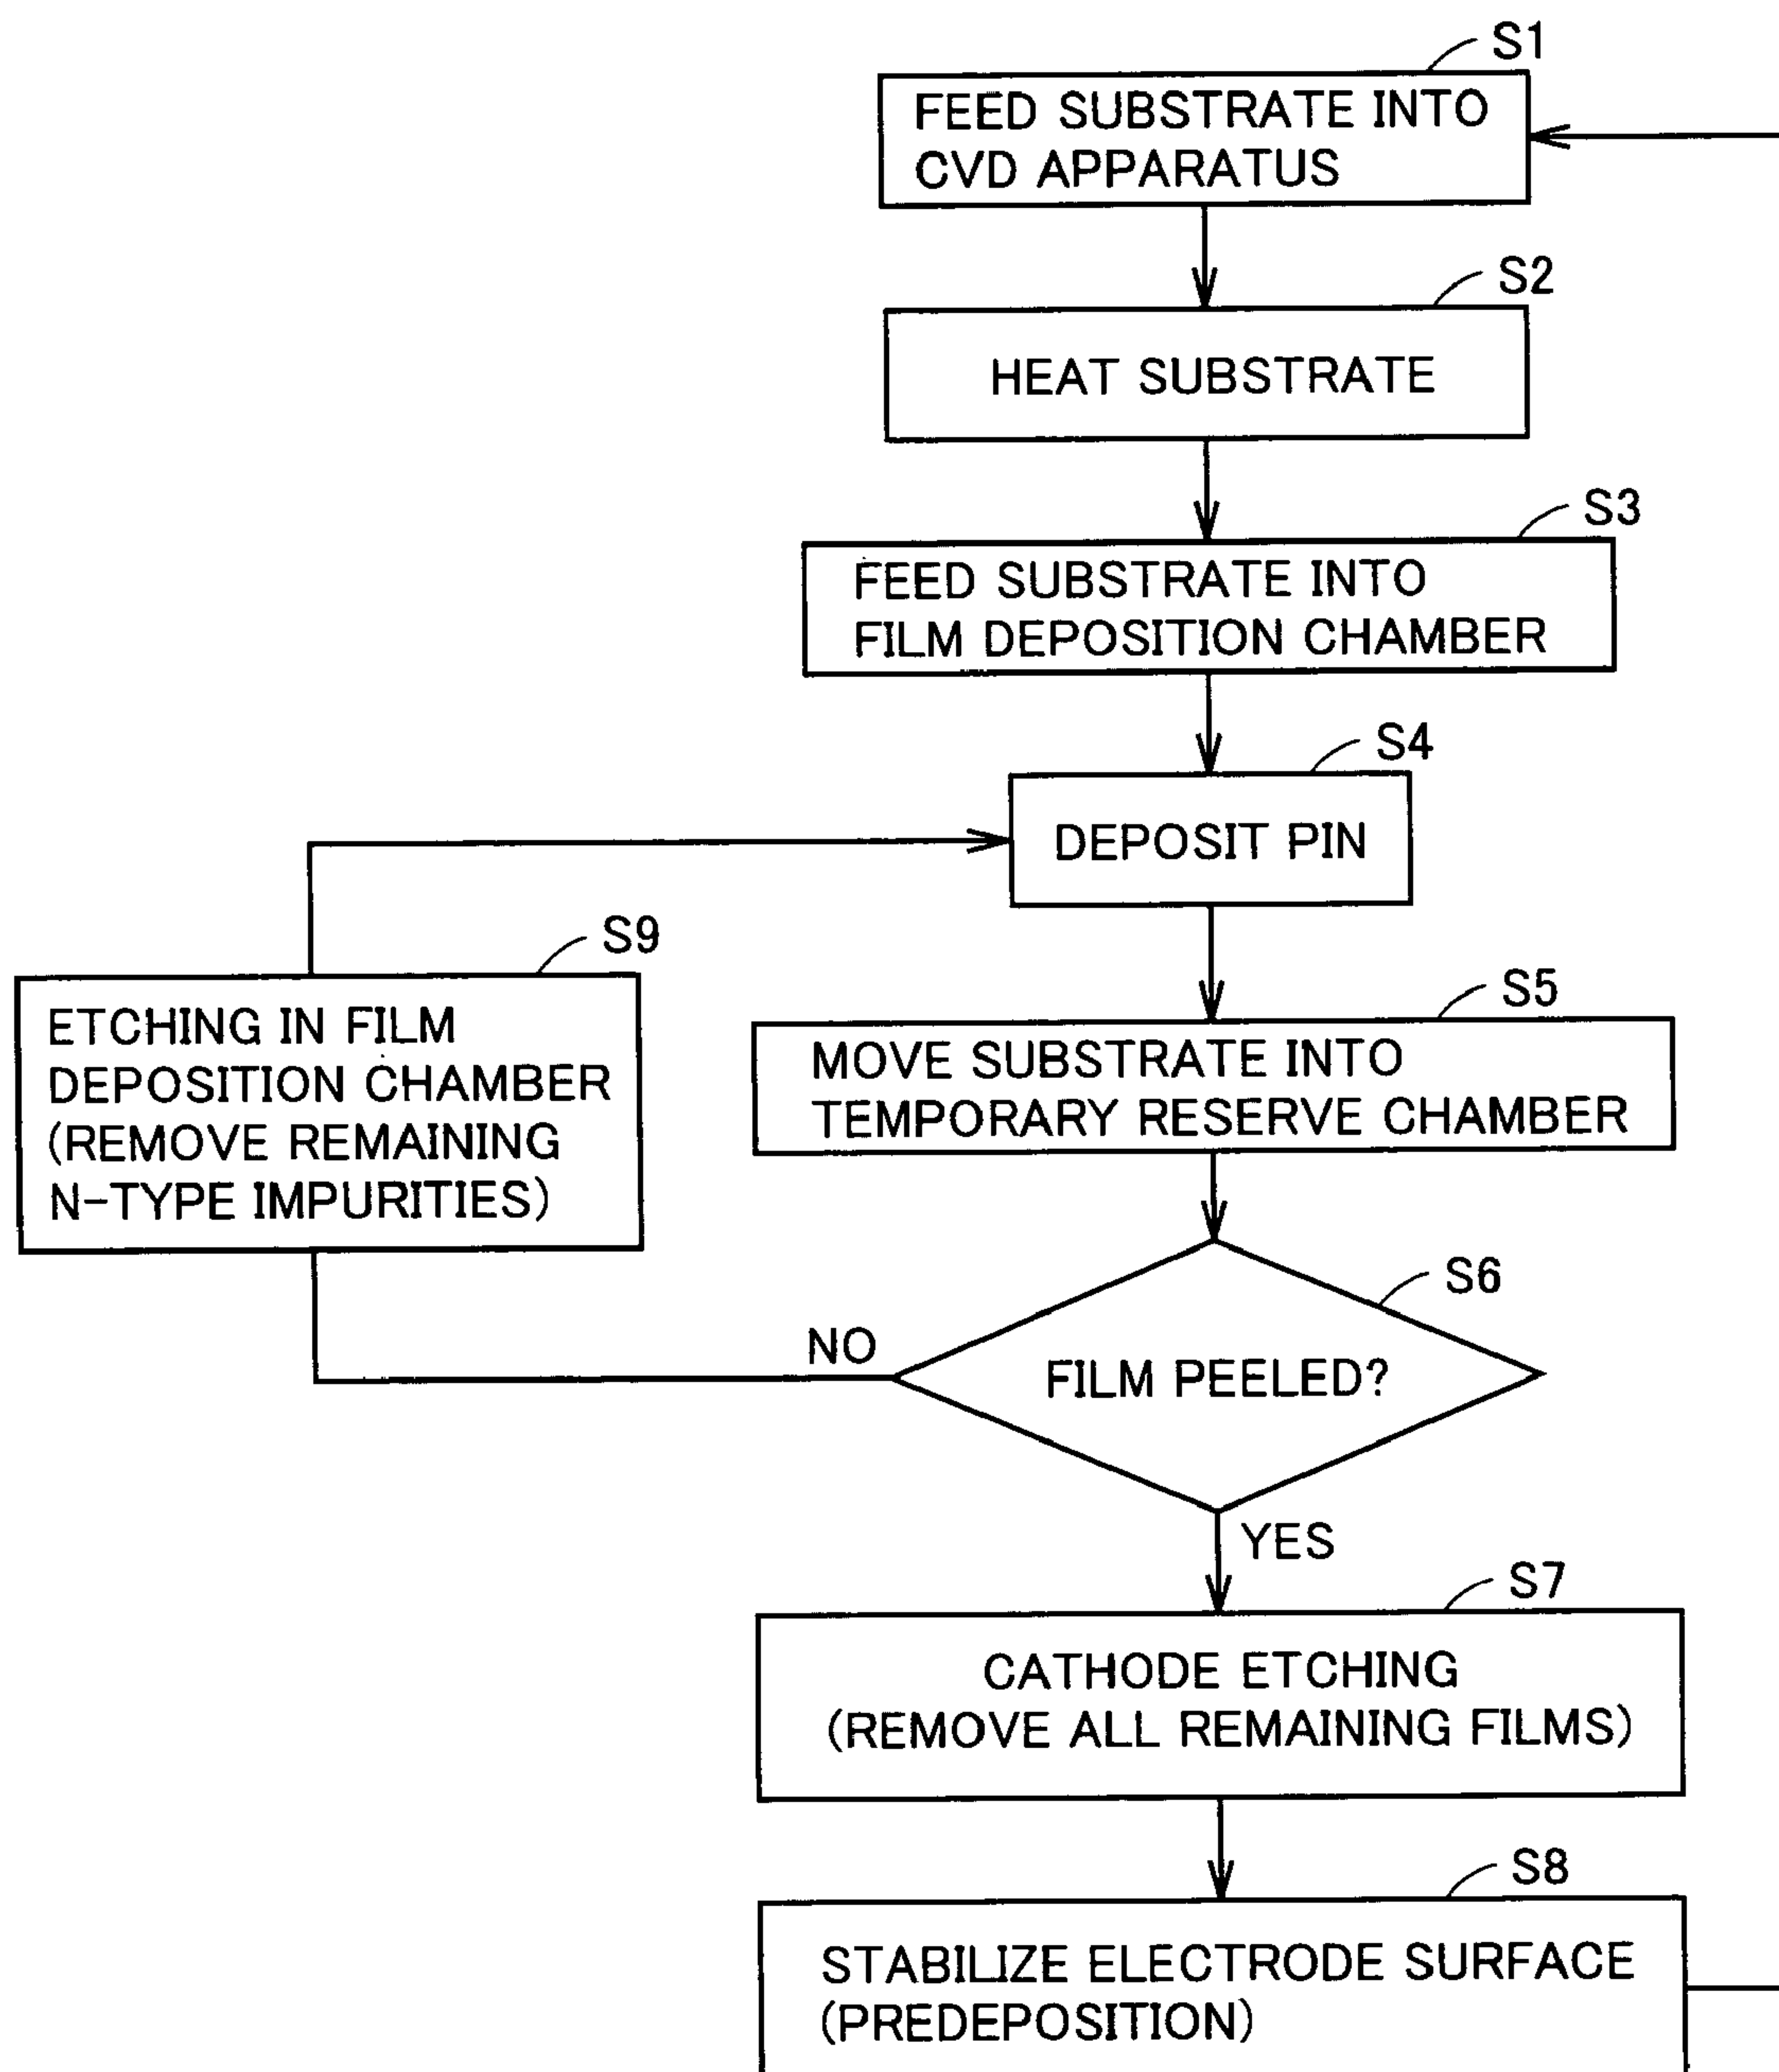 S1
FEED SUBSTRATE INTO
CVD APPARATUS
S2
HEAT SUBSTRATE
S3
FEED SUBSTRATE INTO
FILM DEPOSITION CHAMBER
S4
DEPOSIT PIN
S9
ETCHING IN FILM
DEPOSITION CHAMBER
(REMOVE REMAINING
N-TYPE IMPURITIES)
S5
MOVE SUBSTRATE INTO
TEMPORARY RESERVE CHAMBER
S6
NO
FILM PEELED?
YES
S7
CATHODE ETCHING
(REMOVE ALL REMAINING FILMS)
S8
STABILIZE ELECTRODE SURFACE
(PREDEPOSITION)